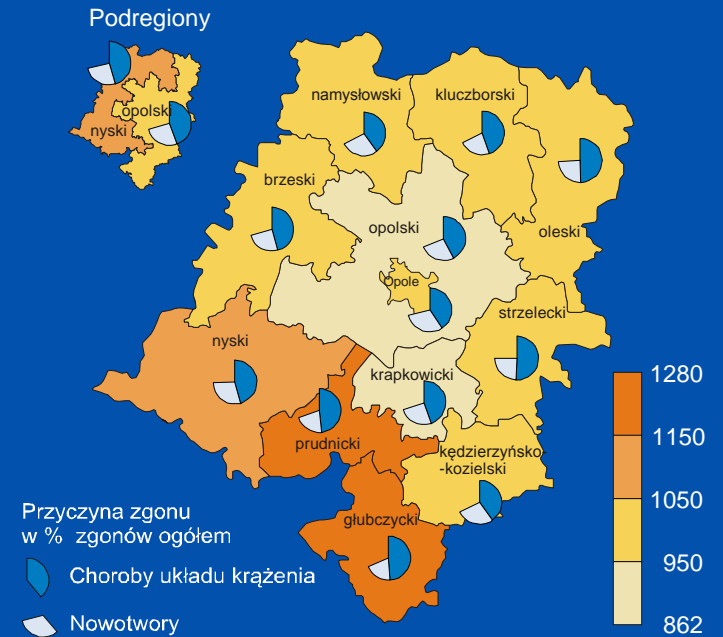 Podregiony
opolski
nyski
namysłowski
kluczborski
brzeski
opolski
oleski
Opole
strzelecki
nyski
krapkowicki
prudnicki
kędzierzyńsko-
-kozielski
głubczycki
1280
1150
1050
950
862
Przyczyna zgonu
w % zgonów ogółem
Choroby układu krążenia
Nowotwory